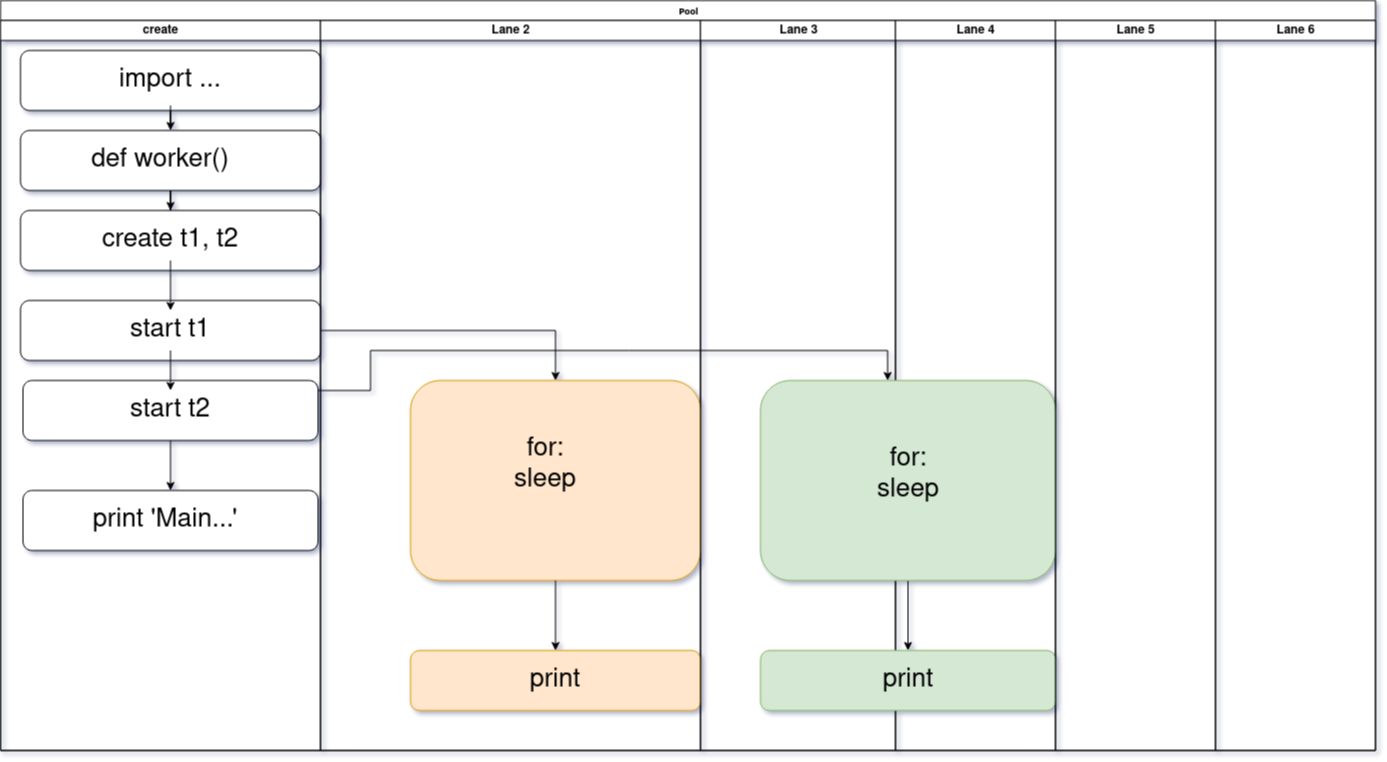 Pool
create
Lane 2
Lane 3
Lane 4
Lane 5
Lane 6
import ...
def worker()
create t1, t2
start t1
start t2
print 'Main...'
for:
sleep
print
for:
sleep
print